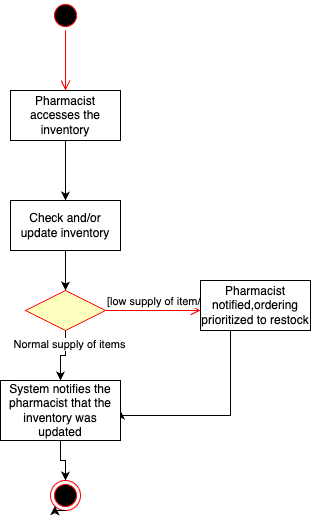 Pharmacist
accesses the
inventory
Check and/or
update inventory
[low supply of item/
Pharmacist
notified,ordering
prioritized to restock
Normal supply of items
System notifies the
pharmacist that the
inventory was
updated